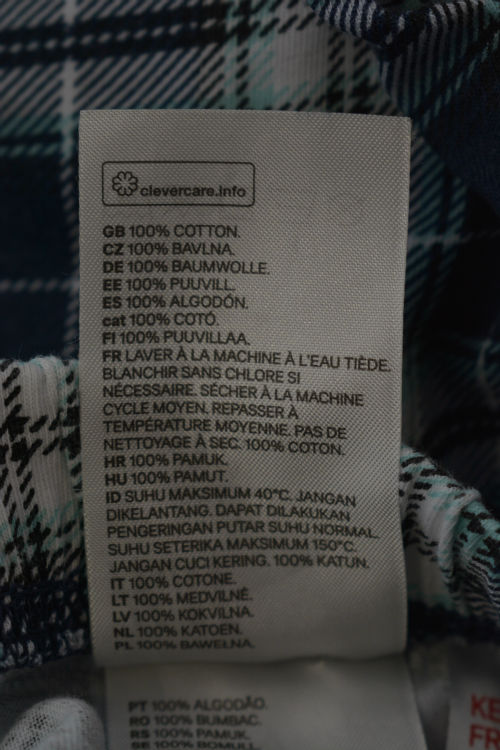 clevercare.info
GB 100% COTTON.
CZ 100% BAVLNA.
DE 100% BAUMWOLLE.
EE 100% PUUVILL.
ES 100% ALGODÓN.
cat 100% COTÓ.
FI 100% PUUVILLAA.
FR LAVER À LA MACHINE À L'EAU TIÈDE.
BLANCHIR SANS CHLORE SI
NÉCESSAIRE. SÉCHER À LA MACHINE
CYCLE MOYEN. REPASSER À
TEMPÉRATURE MOYENNE. PAS DE
NETTOYAGE À SEC. 100% COTON.
HR 100% PAMUK.
HU 100% PAMUT.
ID SUHU MAKSIMUM 40°C. JANGAN
DIKELANTANG. DAPAT DILAKUKAN
PENGERINGAN PUTAR SUHU NORMAL.
SUHU SETERIKA MAKSIMUM 150°C.
JANGAN CUCI KERING. 100% KATUN.
IT 100% COTONE.
LT 100% MEDVILNĖ.
LV 100% KOKVILNA.
NL 100% KATOEN.
PL 100% BAWEŁNA.
PT 100% ALGODÃO.
RO 100% BUMBAC.
RS 100% PAMUK.
SE 100% BOMULL.
KE
FR